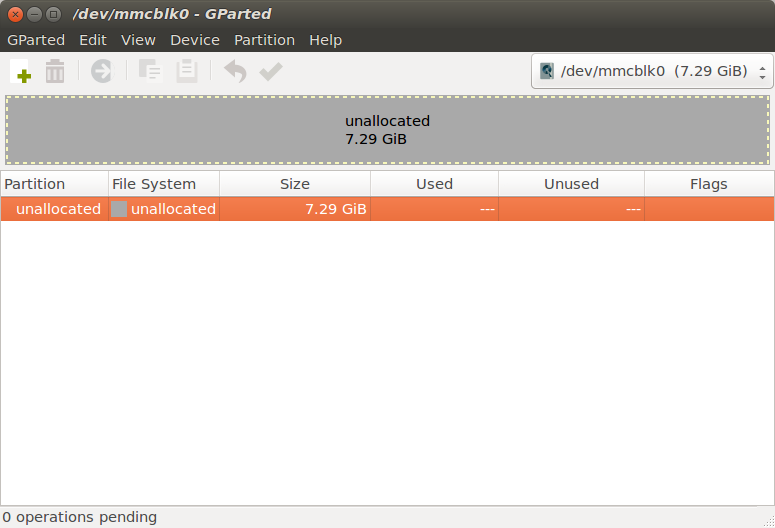 /dev/mmcblk0 - GParted
GParted Edit View Device Partition Help
/dev/mmcblk0 (7.29 GiB)
unallocated
7.29 GiB
Partition File System Size Used Unused Flags
unallocated unallocated 7.29 GiB --- ---
0 operations pending